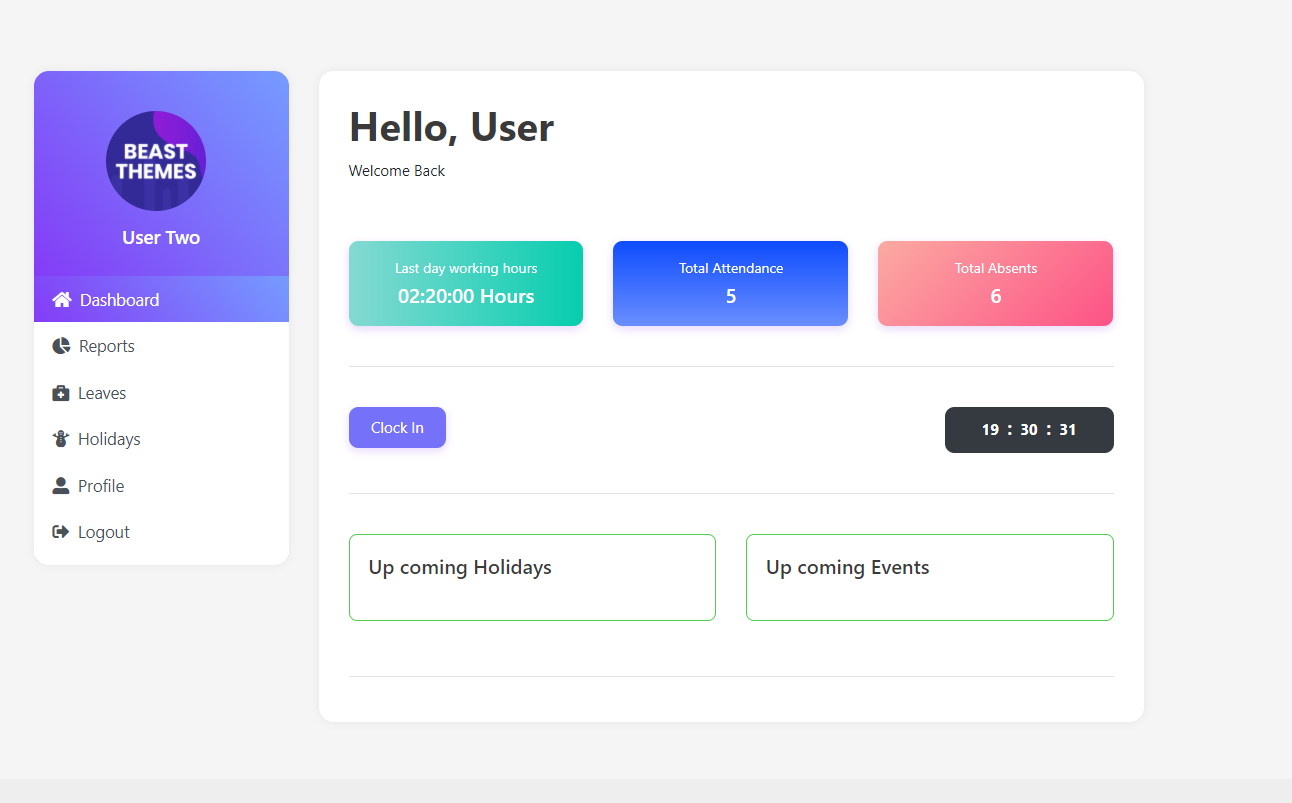 BEAST
THEMES
User Two
Dashboard
Reports
Leaves
Holidays
Profile
Logout
Hello, User
Welcome Back
Last day working hours
02:20:00 Hours
Total Attendance
5
Total Absents
6
Clock In
19 : 30 : 31
Up coming Holidays
Up coming Events